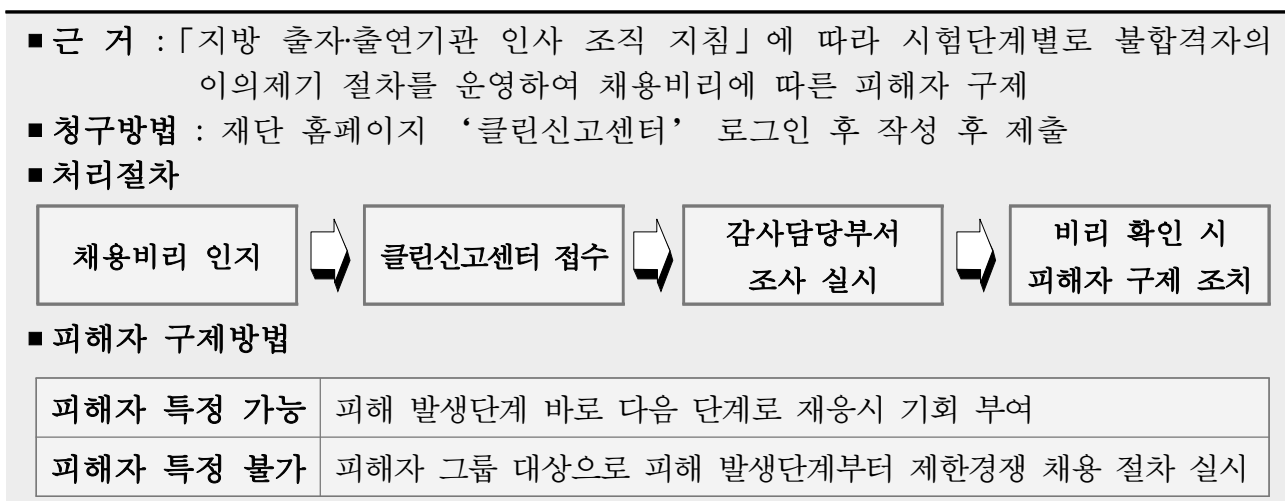 ■ 근 거 : 「지방 출자·출연기관 인사 조직 지침」에 따라 시험단계별로 불합격자의
이의제기 절차를 운영하여 채용비리에 따른 피해자 구제
■ 청구방법 : 재단 홈페이지 ‘클린신고센터’ 로그인 후 작성 후 제출
■ 처리절차
채용비리 인지
클린신고센터 접수
감사담당부서
조사 실시
비리 확인 시
피해자 구제 조치
■ 피해자 구제방법
피해자 특정 가능 피해 발생단계 바로 다음 단계로 재응시 기회 부여
피해자 특정 불가 피해자 그룹 대상으로 피해 발생단계부터 제한경쟁 채용 절차 실시